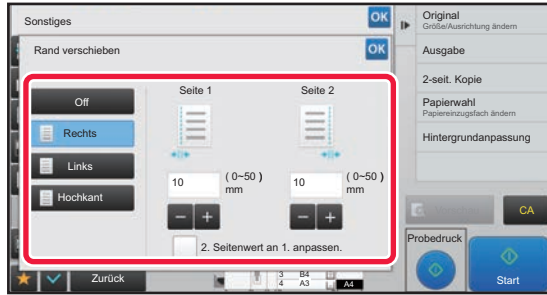 Sonstiges
OK
Rand verschieben
OK
Off
Rechts
Links
Hochkant
Seite 1
Seite 2
10
(0~50)
mm
10
(0~50)
mm
2. Seitenwert an 1. anpassen.
Zurück
3 B4
4 A3
A4
Original
Größe/Ausrichtung ändern
Ausgabe
2-seit. Kopie
Papierwahl
Papiereinzugsfach ändern
Hintergrundanpassung
CA
Probedruck
Start